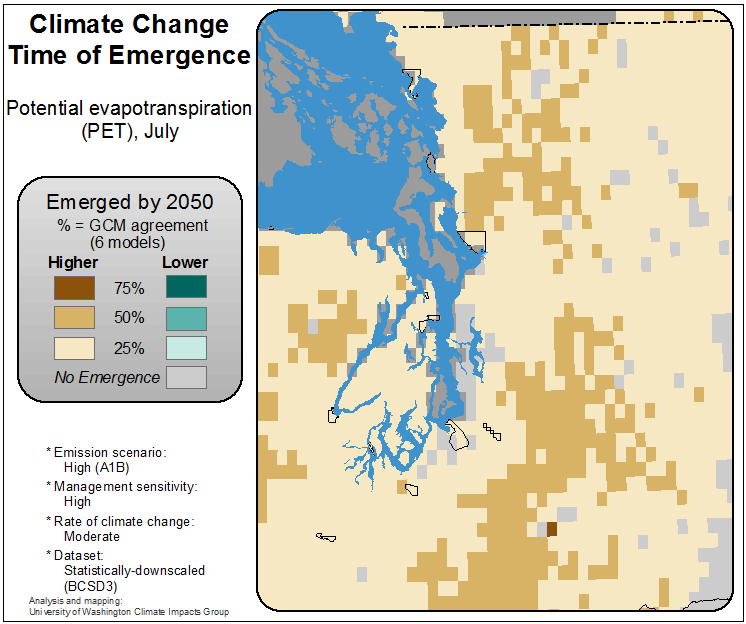 Climate Change
Time of Emergence
Potential evapotranspiration
(PET), July
Emerged by 2050
% = GCM agreement
(6 models)
Higher Lower
75%
50%
25%
No Emergence
* Emission scenario:
High (A1B)
* Management sensitivity:
High
* Rate of climate change:
Moderate
* Dataset:
Statistically-downscaled
(BCSD3)
Analysis and mapping:
University of Washington Climate Impacts Group